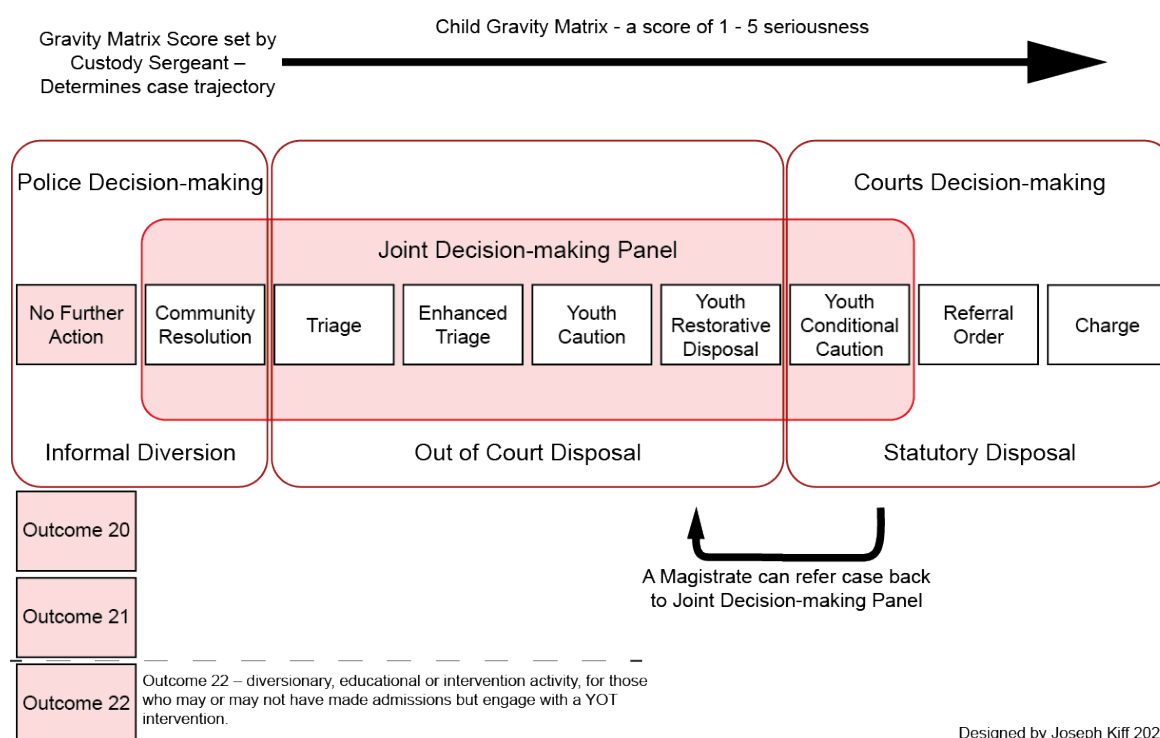 Child Gravity Matrix - a score of 1 - 5 seriousness
Gravity Matrix Score set by
Custody Sergeant –
Determines case trajectory
Police Decision-making
Courts Decision-making
Joint Decision-making Panel
No Further
Action
Community
Resolution
Triage
Enhanced
Triage
Youth
Caution
Youth
Restorative
Disposal
Youth
Conditional
Caution
Referral
Order
Charge
Informal Diversion
Out of Court Disposal
Statutory Disposal
Outcome 20
Outcome 21
A Magistrate can refer case back
to Joint Decision-making Panel
Outcome 22
Outcome 22 – diversionary, educational or intervention activity, for those
who may or may not have made admissions but engage with a YOT
intervention.
Designed by Joseph Kiff